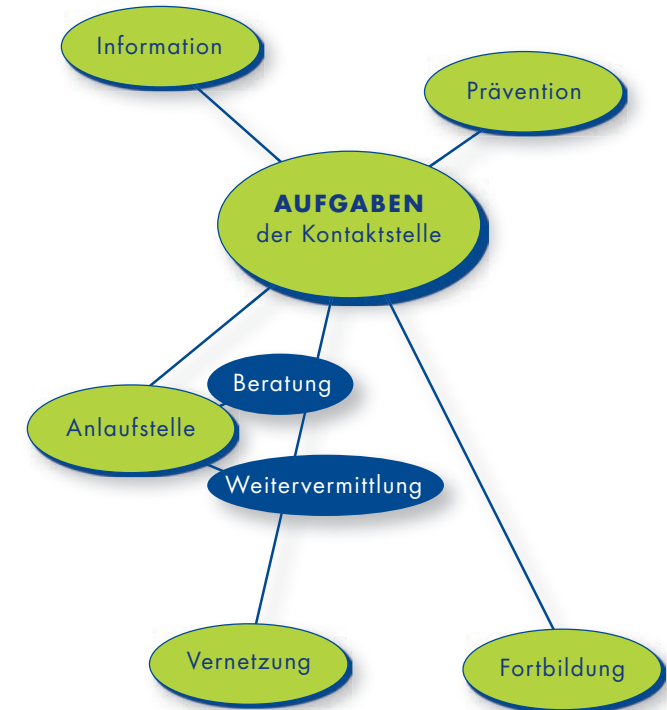 Information
Prävention
AUFGABEN
der Kontaktstelle
Beratung
Anlaufstelle
Weitervermittlung
Vernetzung
Fortbildung